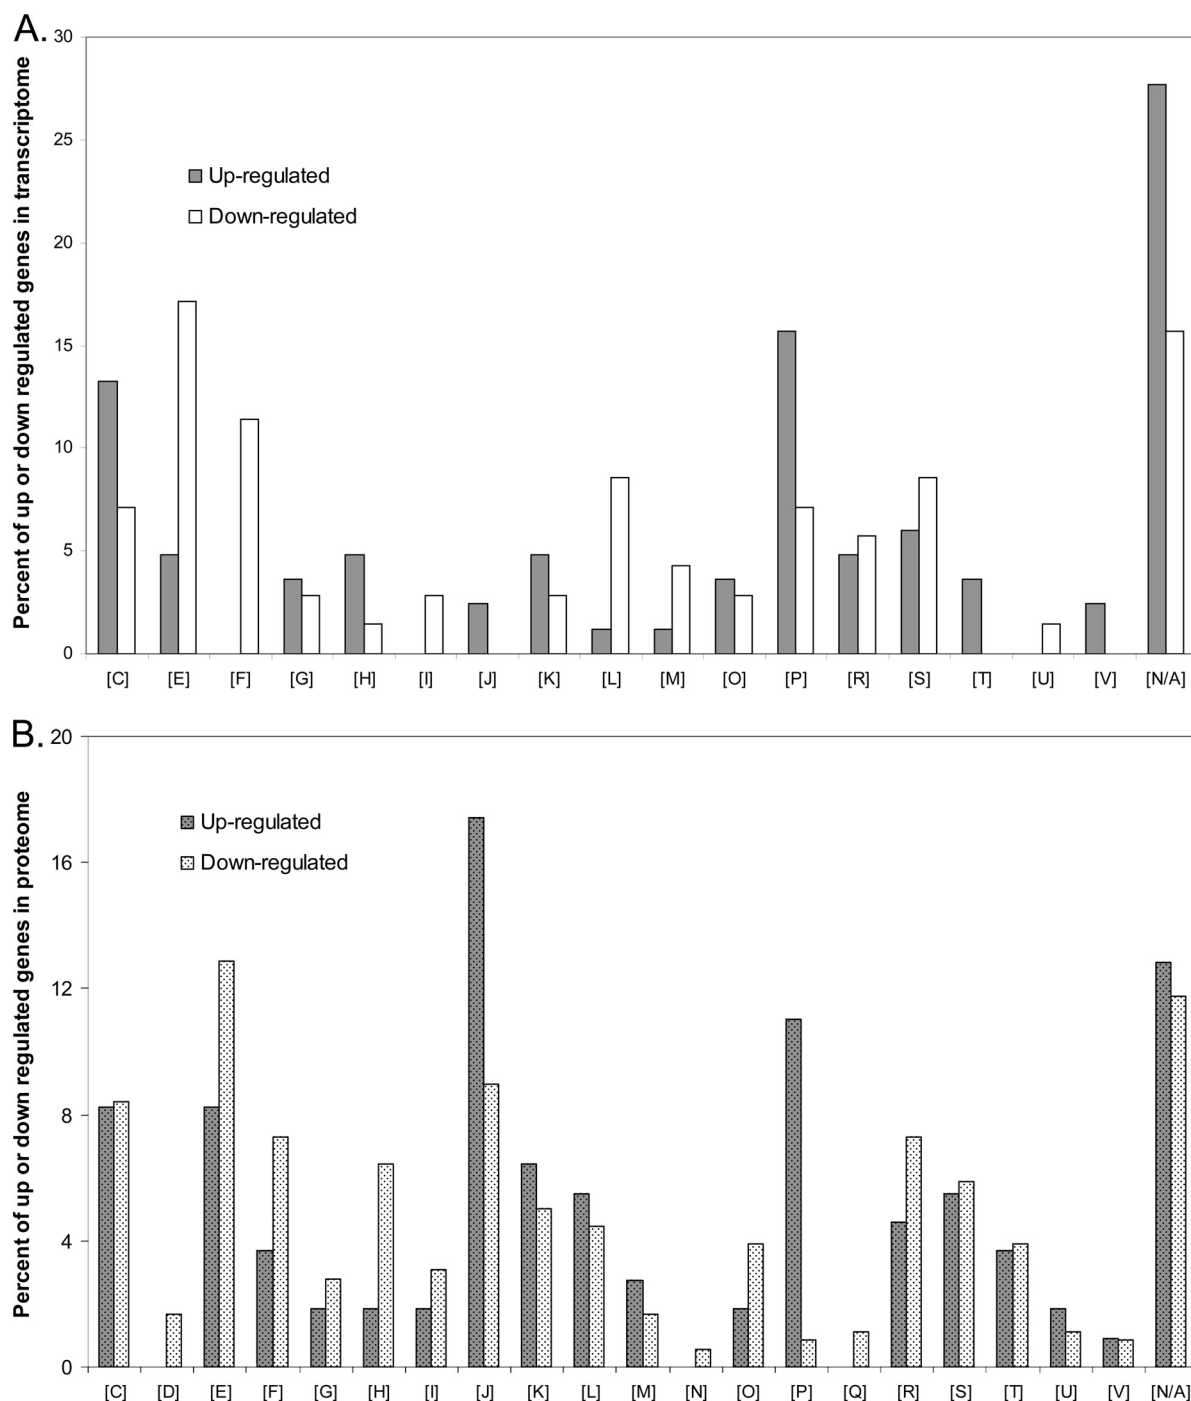 A.
Percent of up or down regulated genes in transcriptome
30
25
20
15
10
5
0
Up-regulated
Down-regulated
[C] [E] [F] [G] [H] [I] [J] [K] [L] [M] [O] [P] [R] [S] [T] [U] [V] [N/A]
B.
Percent of up or down regulated genes in proteome
20
16
12
8
4
0
Up-regulated
Down-regulated
[C] [D] [E] [F] [G] [H] [I] [J] [K] [L] [M] [N] [O] [P] [Q] [R] [S] [T] [U] [V] [N/A]